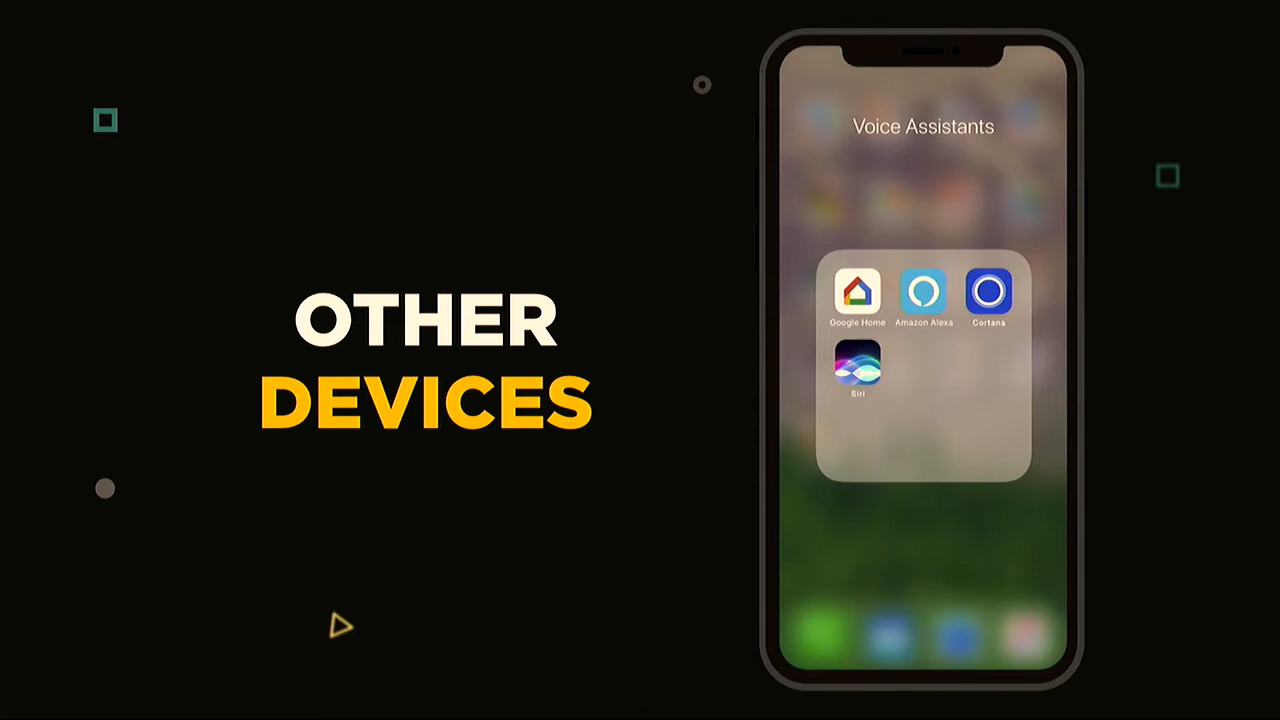 OTHER
DEVICES
Voice Assistants
Google Home
Amazon Alexa
Cortana
Siri